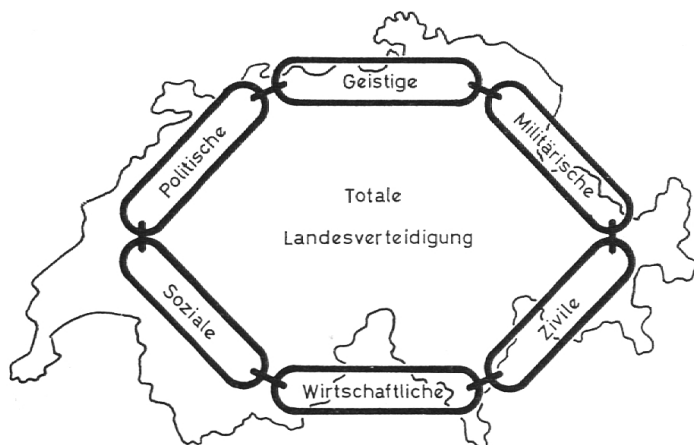 Geistige
Politische
Militärische
Totale
Landesverteidigung
Soziale
Zivile
Wirtschaftliche